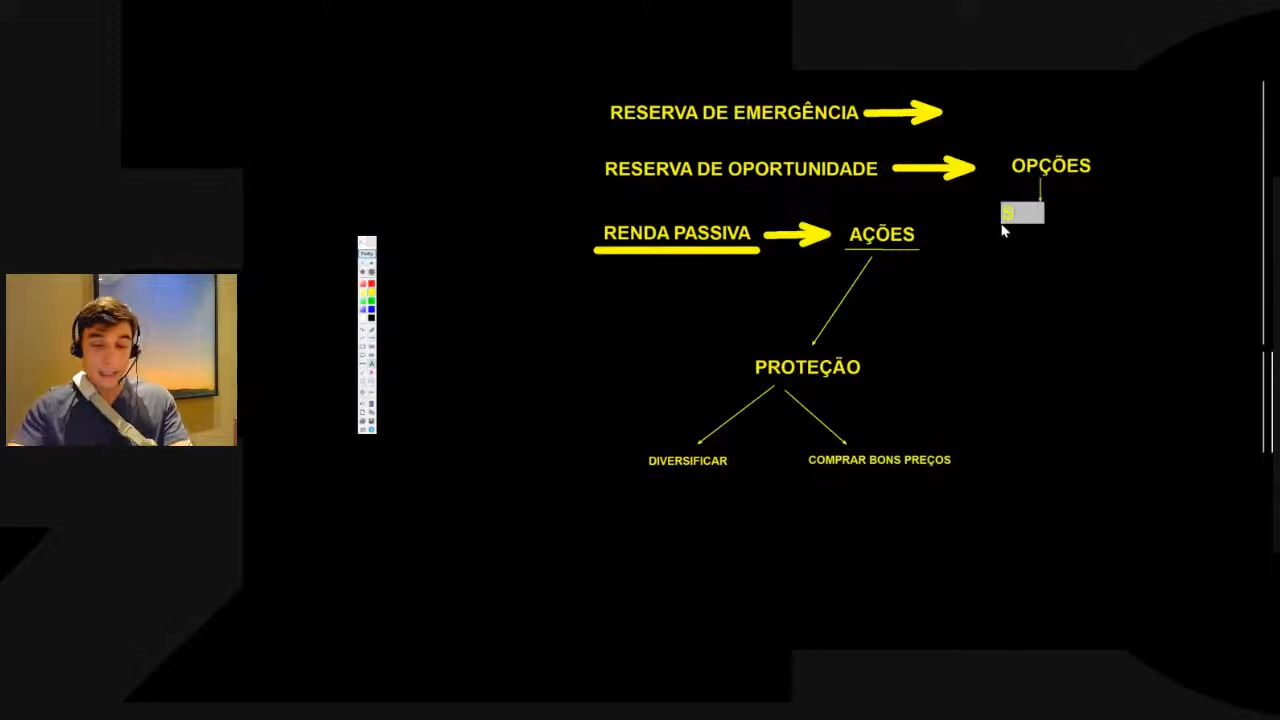 RESERVA DE EMERGÊNCIA
RESERVA DE OPORTUNIDADE
OPÇÕES
RENDA PASSIVA
AÇÕES
PROTEÇÃO
DIVERSIFICAR
COMPRAR BONS PREÇOS